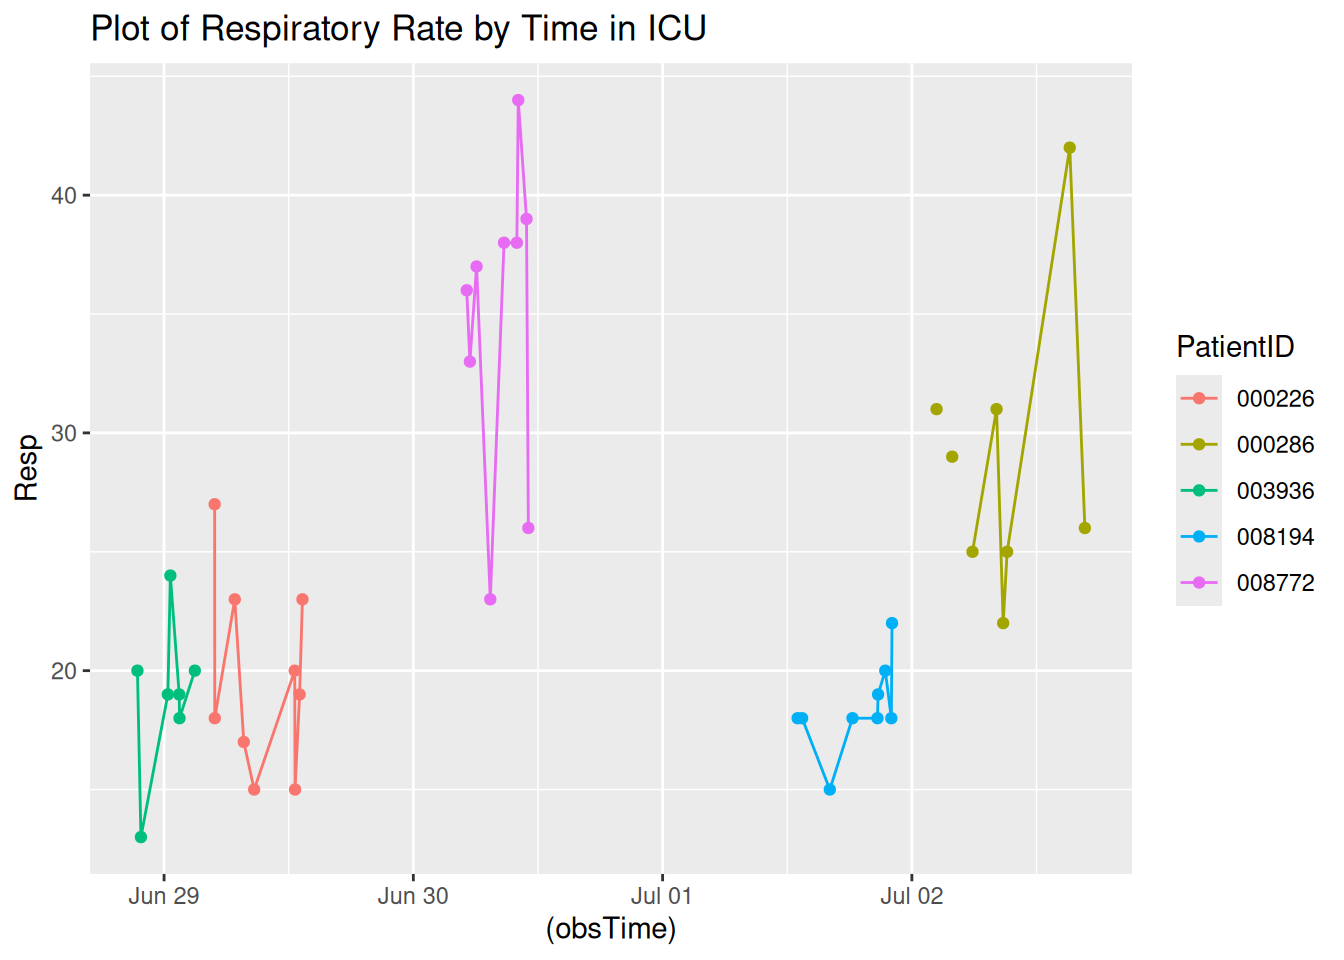 Plot of Respiratory Rate by Time in ICU
Resp
40
30
20
Jun 29
Jun 30
Jul 01
Jul 02
(obsTime)
PatientID
000226
000286
003936
008194
008772